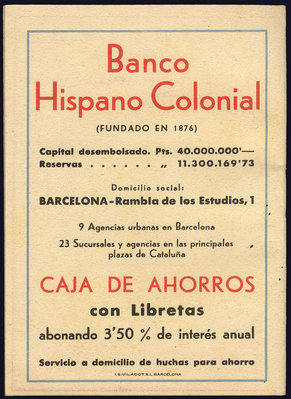 Banco
Hispano Colonial
(FUNDADO EN 1876)
Capital desembolsado. Pts. 40.000.000'—
Reservas . . . . . . „ 11.300.169'73
Domicilio social:
BARCELONA-Rambla de los Estudios, 1
9 Agencias urbanas en Barcelona
23 Sucursales y agencias en las principales
plazas de Cataluña
CAJA DE AHORROS
con Libretas
abonando 3'50 % de interés anual
Servicio a domicilio de huchas para ahorro
I. G. VILADOT. S. L. BARCELONA